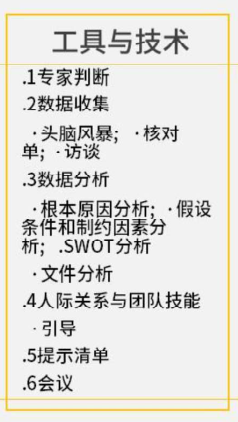 工具与技术
.1专家判断
.2数据收集
·头脑风暴; ·核对
单; ·访谈
.3数据分析
·根本原因分析; ·假设
条件和制约因素分
析; .SWOT分析
·文件分析
.4人际关系与团队技能
·引导
.5提示清单
.6会议